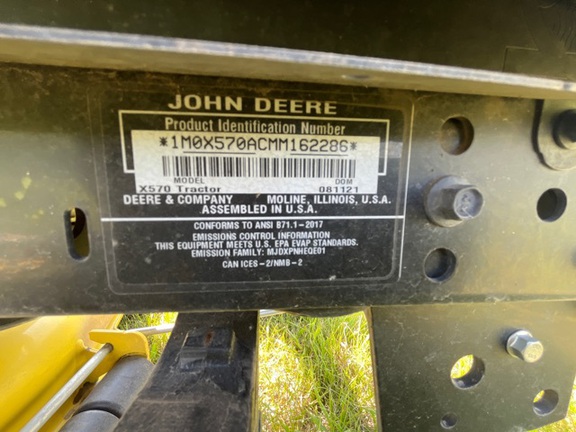 JOHN DEERE
Product Identification Number
*1M0X570ACMM162286*
MODEL DOM
X570 Tractor 081121
DEERE & COMPANY MOLINE, ILLINOIS, U.S.A.
ASSEMBLED IN U.S.A.
CONFORMS TO ANSI B71.1-2017
EMISSIONS CONTROL INFORMATION
THIS EQUIPMENT MEETS U.S. EPA EVAP STANDARDS.
EMISSION FAMILY: MJDXPNHEQE01
CAN ICES-2/NMB-2